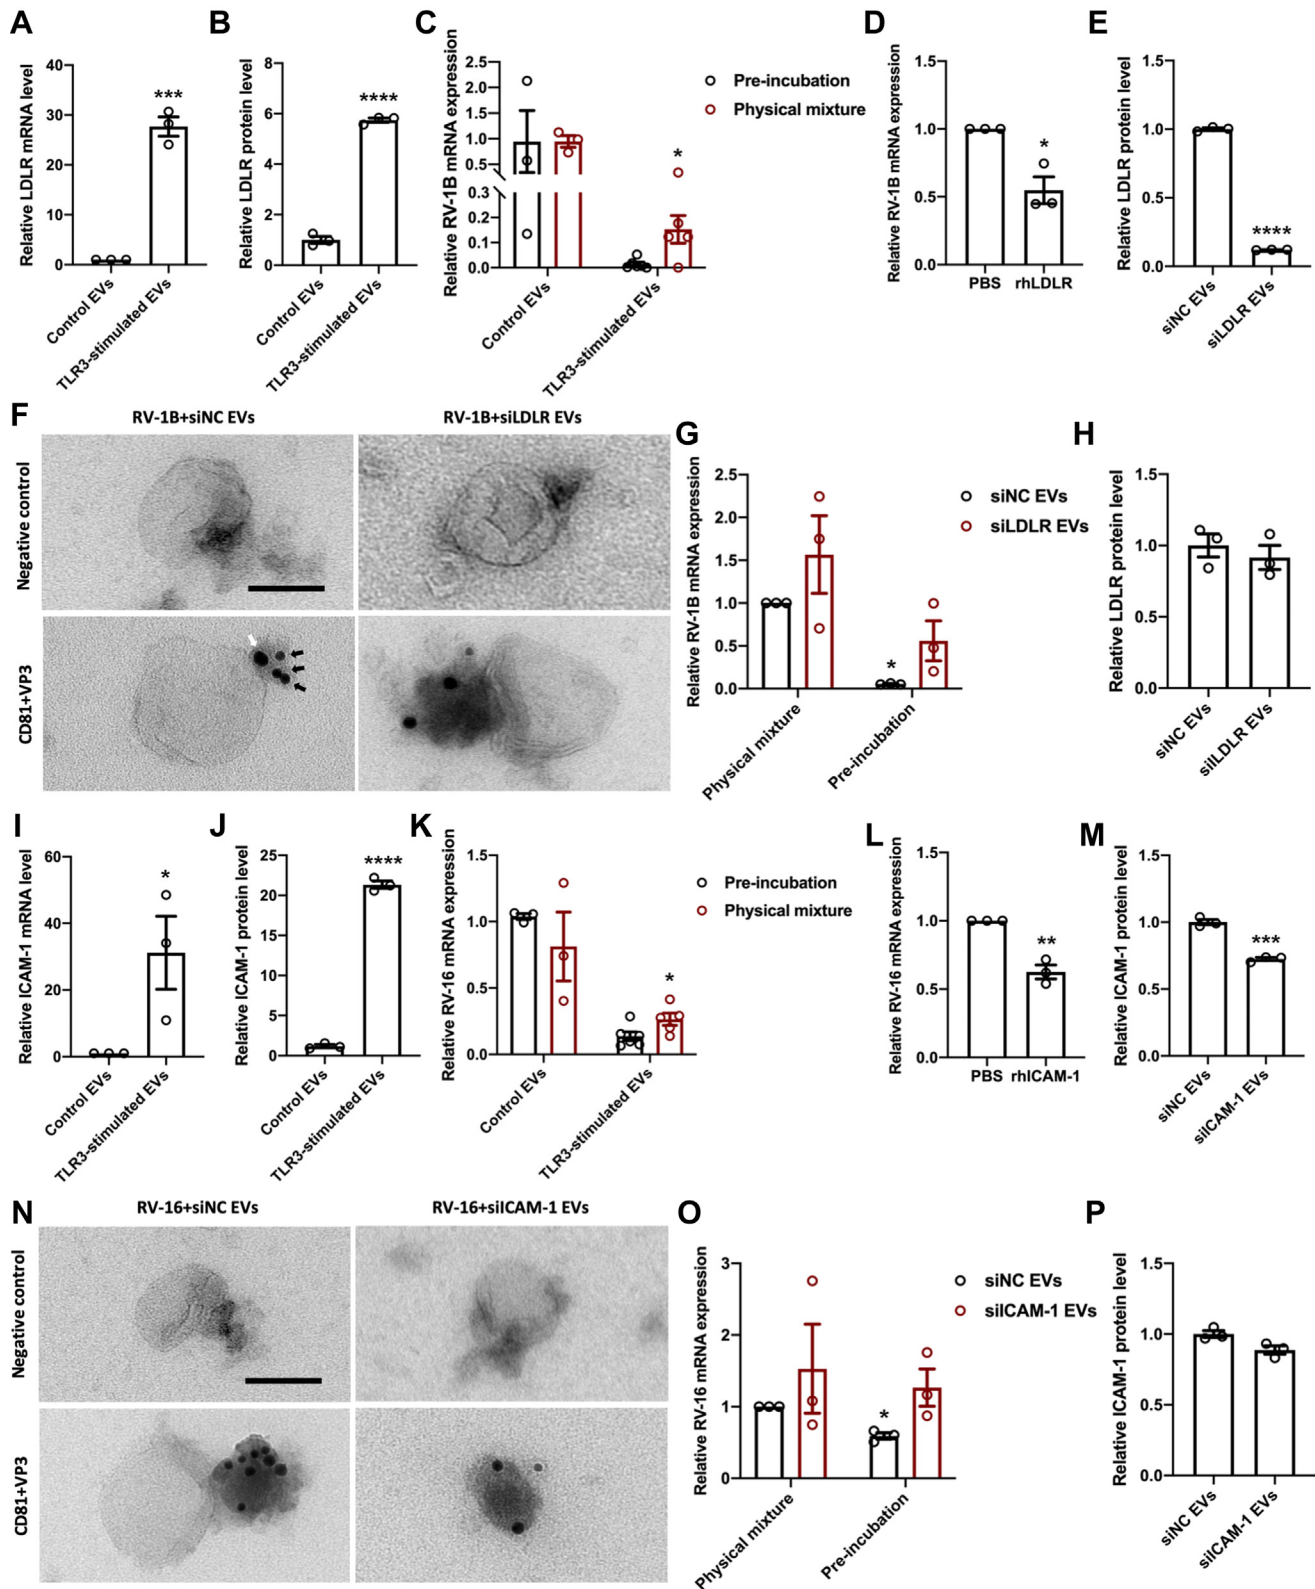 A
Relative LDLR mRNA level
40
30
20
10
0
***
Control EVs
TLR3-stimulated EVs
B
Relative LDLR protein level
8
6
4
2
0
****
Control EVs
TLR3-stimulated EVs
C
Relative RV-1B mRNA expression
2.5
2.0
1.5
1.0
0.5
0.3
0.2
0.1
0.0
*
Control EVs
TLR3-stimulated EVs
Pre-incubation
Physical mixture
D
Relative RV-1B mRNA expression
1.5
1.0
0.5
0.0
*
PBS rhLDLR
E
Relative LDLR protein level
1.5
1.0
0.5
0.0
****
siNC EVs
siLDLR EVs
F
RV-1B+siNC EVs
RV-1B+siLDLR EVs
Negative control
CD81+VP3
G
Relative RV-1B mRNA expression
2.5
2.0
1.5
1.0
0.5
0.0
*
Physical mixture
Pre-incubation
siNC EVs
siLDLR EVs
H
Relative LDLR protein level
1.5
1.0
0.5
0.0
siNC EVs
siLDLR EVs
I
Relative ICAM-1 mRNA level
60
40
20
0
*
Control EVs
TLR3-stimulated EVs
J
Relative ICAM-1 protein level
25
20
15
10
5
0
****
Control EVs
TLR3-stimulated EVs
K
Relative RV-16 mRNA expression
1.5
1.0
0.5
0.0
*
Control EVs
TLR3-stimulated EVs
Pre-incubation
Physical mixture
L
Relative RV-16 mRNA expression
1.5
1.0
0.5
0.0
**
PBS rhICAM-1
M
Relative ICAM-1 protein level
1.5
1.0
0.5
0.0
***
siNC EVs
siICAM-1 EVs
N
RV-16+siNC EVs
RV-16+siICAM-1 EVs
Negative control
CD81+VP3
O
Relative RV-16 mRNA expression
3
2
1
0
*
Physical mixture
Pre-incubation
siNC EVs
siICAM-1 EVs
P
Relative ICAM-1 protein level
1.5
1.0
0.5
0.0
siNC EVs
siICAM-1 EVs